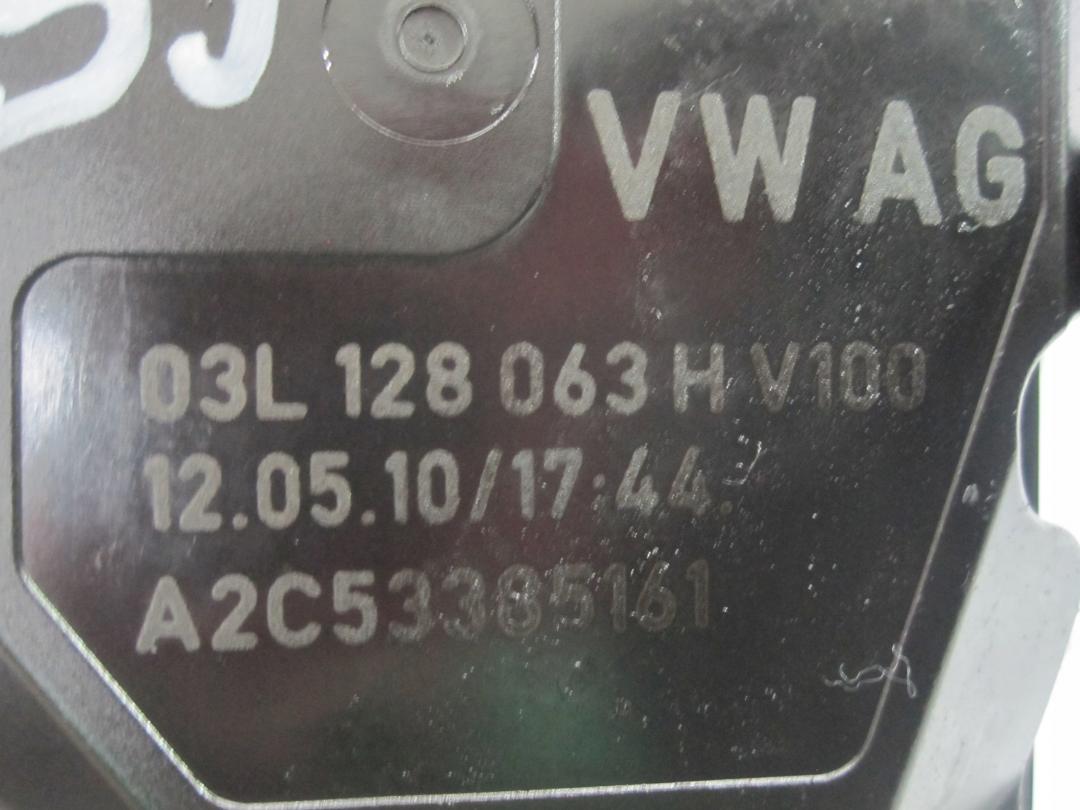 VW AG
03L 128 063 H V100
12.05.10/17:44.
A2C53385161